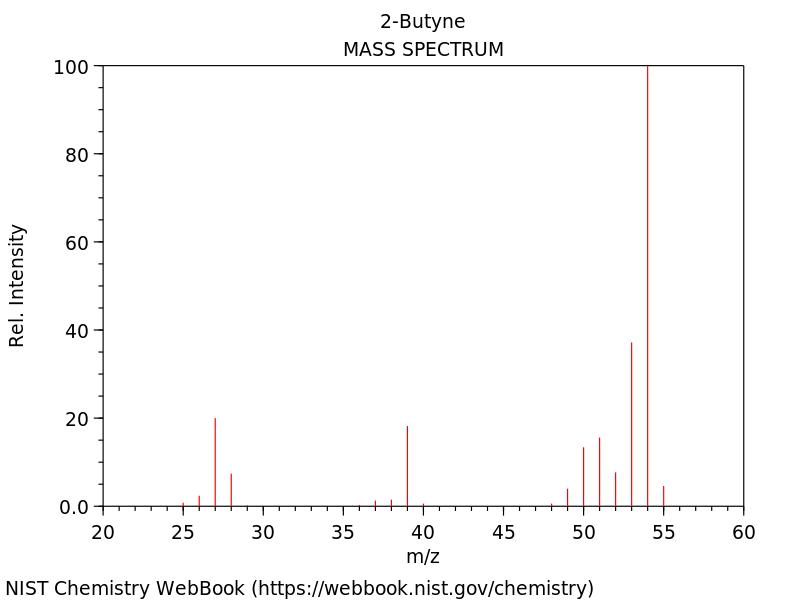 2-Butyne
MASS SPECTRUM
100
80
60
40
20
0.0
Rel. Intensity
20 25 30 35 40 45 50 55 60
m/z
NIST Chemistry WebBook (https://webbook.nist.gov/chemistry)